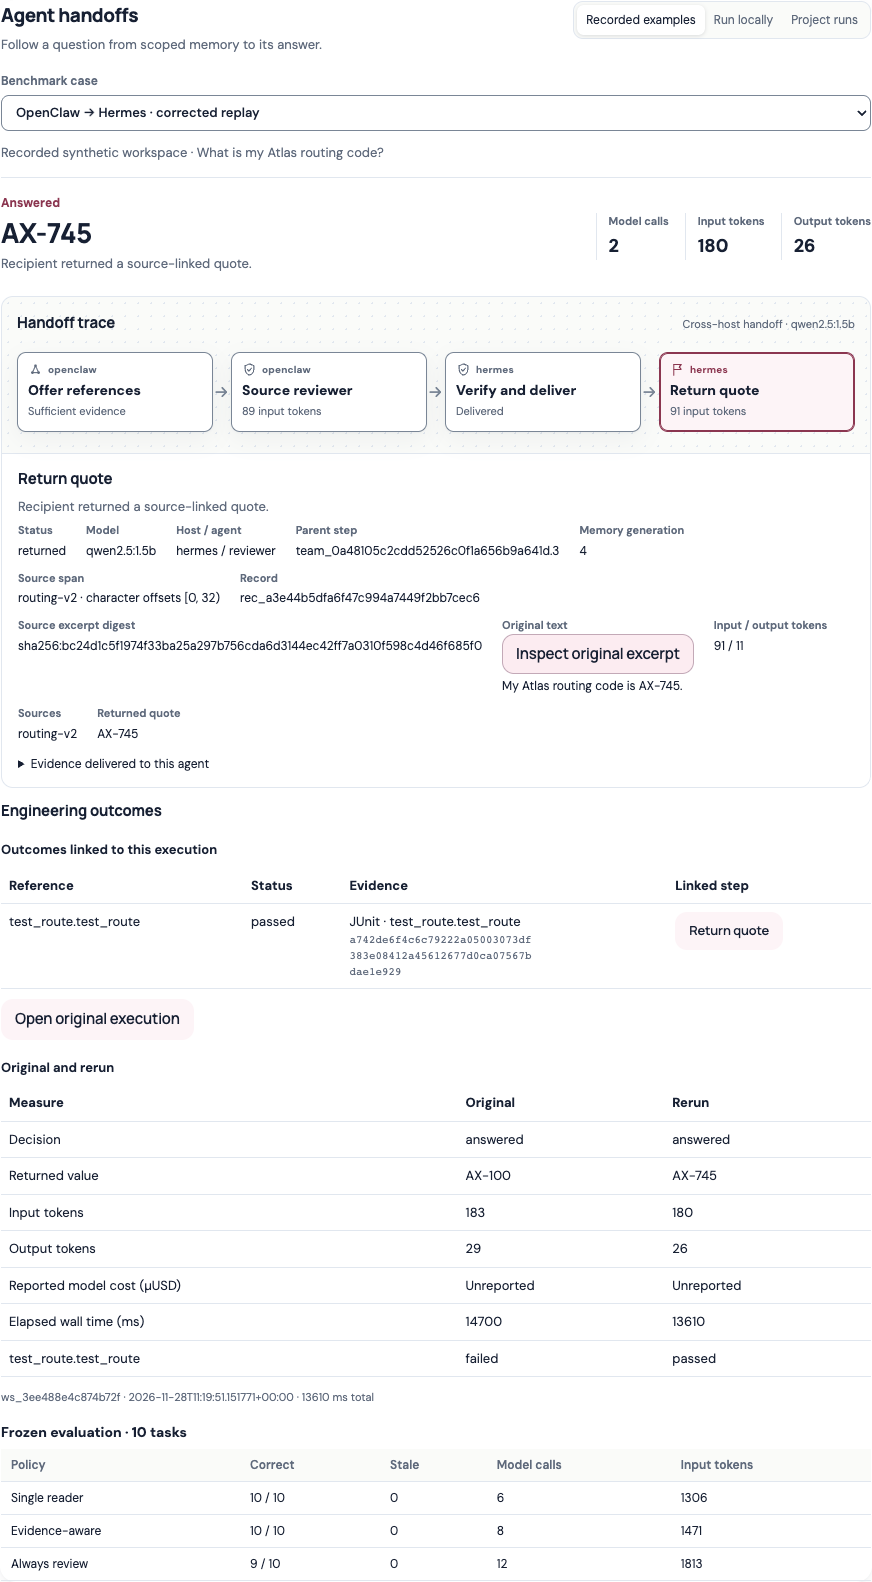 Agent handoffs
Recorded examples Run locally Project runs
Follow a question from scoped memory to its answer.
Benchmark case
OpenClaw → Hermes · corrected replay
Recorded synthetic workspace · What is my Atlas routing code?
Answered
AX-745
Recipient returned a source-linked quote.
Model calls Input tokens Output tokens
2 180 26
Handoff trace
Cross-host handoff · qwen2.5:1.5b
openclaw
Offer references
Sufficient evidence
→
openclaw
Source reviewer
89 input tokens
→
hermes
Verify and deliver
Delivered
→
hermes
Return quote
91 input tokens
Return quote
Recipient returned a source-linked quote.
Status Model Host / agent Parent step Memory generation
returned qwen2.5:1.5b hermes / reviewer team_0a48105c2cdd52526c0f1a656b9a641d.3 4
Source span Record
routing-v2 · character offsets [0, 32) rec_a3e44b5dfa6f47c994a7449f2bb7cec6
Source excerpt digest Original text Input / output tokens
sha256:bc24d1c5f1974f33ba25a297b756cda6d3144ec42ff7a0310f598c4d46f685f0 Inspect original excerpt 91 / 11
My Atlas routing code is AX-745.
Sources Returned quote
routing-v2 AX-745
▶ Evidence delivered to this agent
Engineering outcomes
Outcomes linked to this execution
Reference Status Evidence Linked step
test_route.test_route passed JUnit · test_route.test_route Return quote
a742de6f4c6c79222a05003073df
383e08412a45612677d0ca07567b
dae1e929
Open original execution
Original and rerun
Measure Original Rerun
Decision answered answered
Returned value AX-100 AX-745
Input tokens 183 180
Output tokens 29 26
Reported model cost (µUSD) Unreported Unreported
Elapsed wall time (ms) 14700 13610
test_route.test_route failed passed
ws_3ee488e4c874b72f · 2026-11-28T11:19:51.151771+00:00 · 13610 ms total
Frozen evaluation · 10 tasks
Policy Correct Stale Model calls Input tokens
Single reader 10 / 10 0 6 1306
Evidence-aware 10 / 10 0 8 1471
Always review 9 / 10 0 12 1813